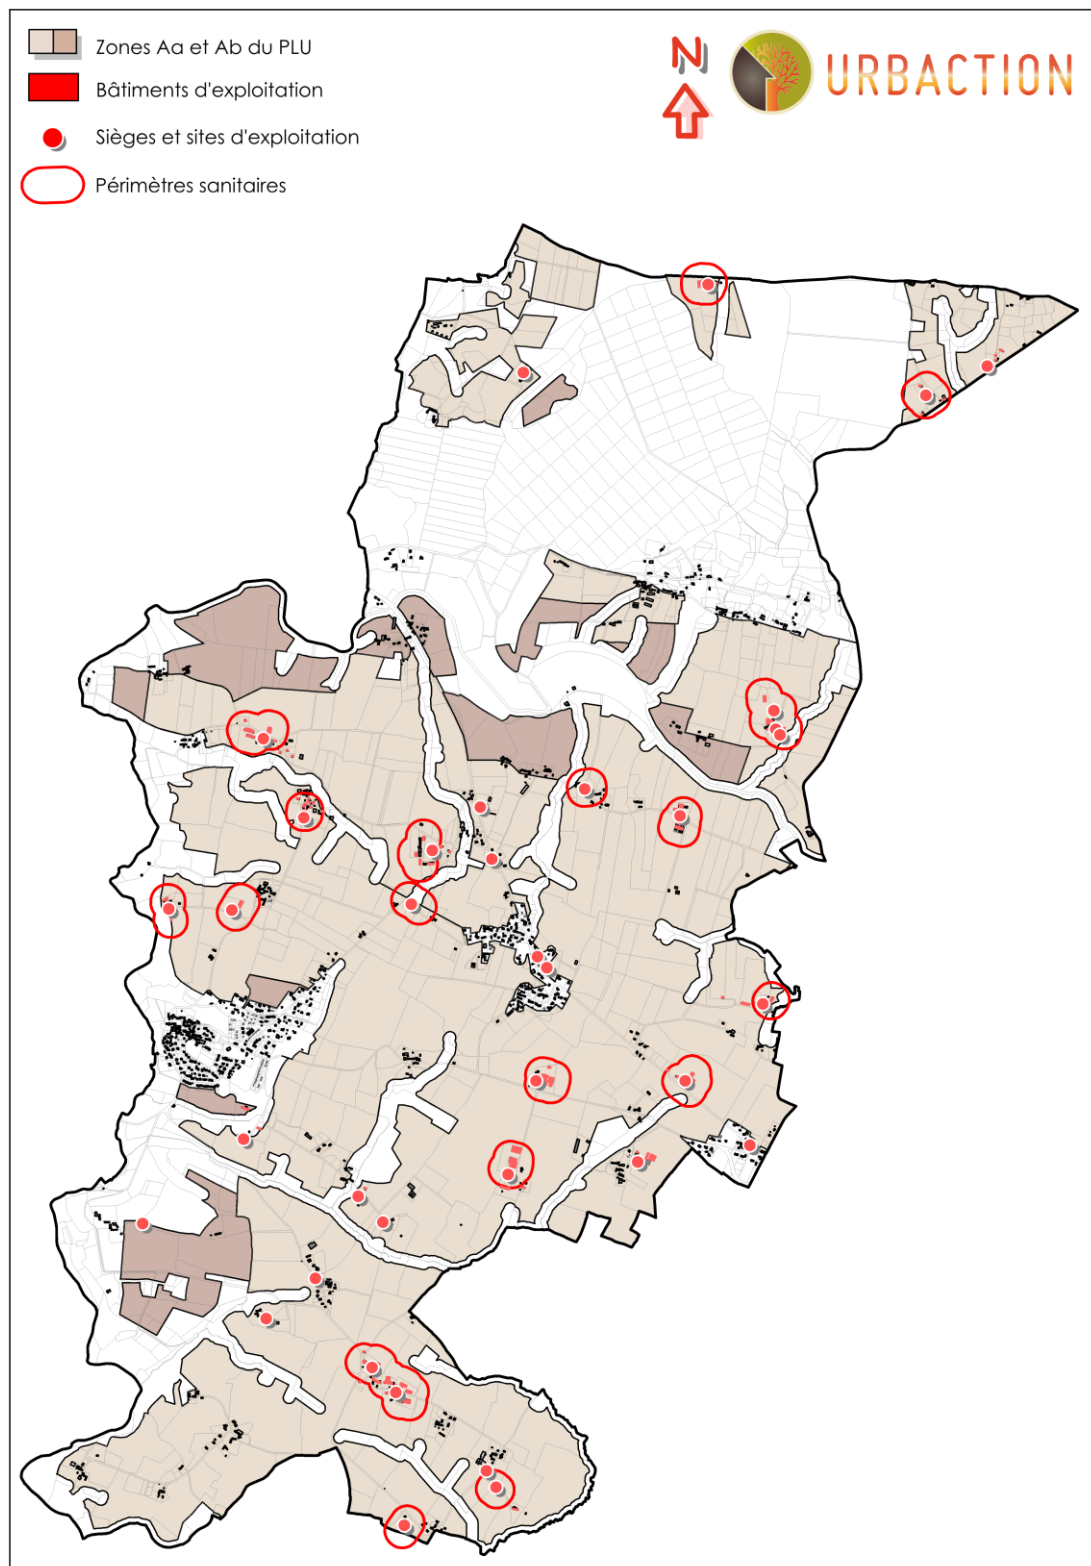 Zones Aa et Ab du PLU
Bâtiments d'exploitation
Sièges et sites d'exploitation
Périmètres sanitaires
N
URBACTION